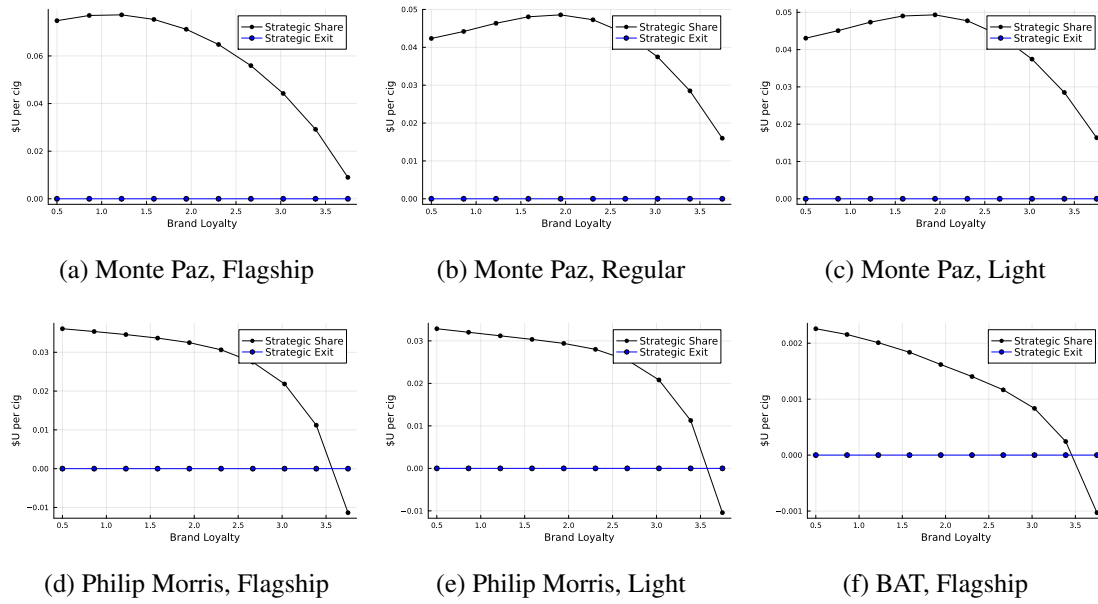 $U per cig
0.06
0.04
0.02
0.00
Strategic Share
Strategic Exit
0.5 1.0 1.5 2.0 2.5 3.0 3.5
Brand Loyalty
(a) Monte Paz, Flagship
$U per cig
0.05
0.04
0.03
0.02
0.01
0.00
Strategic Share
Strategic Exit
0.5 1.0 1.5 2.0 2.5 3.0 3.5
Brand Loyalty
(b) Monte Paz, Regular
$U per cig
0.05
0.04
0.03
0.02
0.01
0.00
Strategic Share
Strategic Exit
0.5 1.0 1.5 2.0 2.5 3.0 3.5
Brand Loyalty
(c) Monte Paz, Light
$U per cig
0.03
0.02
0.01
0.00
−0.01
Strategic Share
Strategic Exit
0.5 1.0 1.5 2.0 2.5 3.0 3.5
Brand Loyalty
(d) Philip Morris, Flagship
$U per cig
0.03
0.02
0.01
0.00
−0.01
Strategic Share
Strategic Exit
0.5 1.0 1.5 2.0 2.5 3.0 3.5
Brand Loyalty
(e) Philip Morris, Light
$U per cig
0.002
0.001
0.000
−0.001
Strategic Share
Strategic Exit
0.5 1.0 1.5 2.0 2.5 3.0 3.5
Brand Loyalty
(f) BAT, Flagship